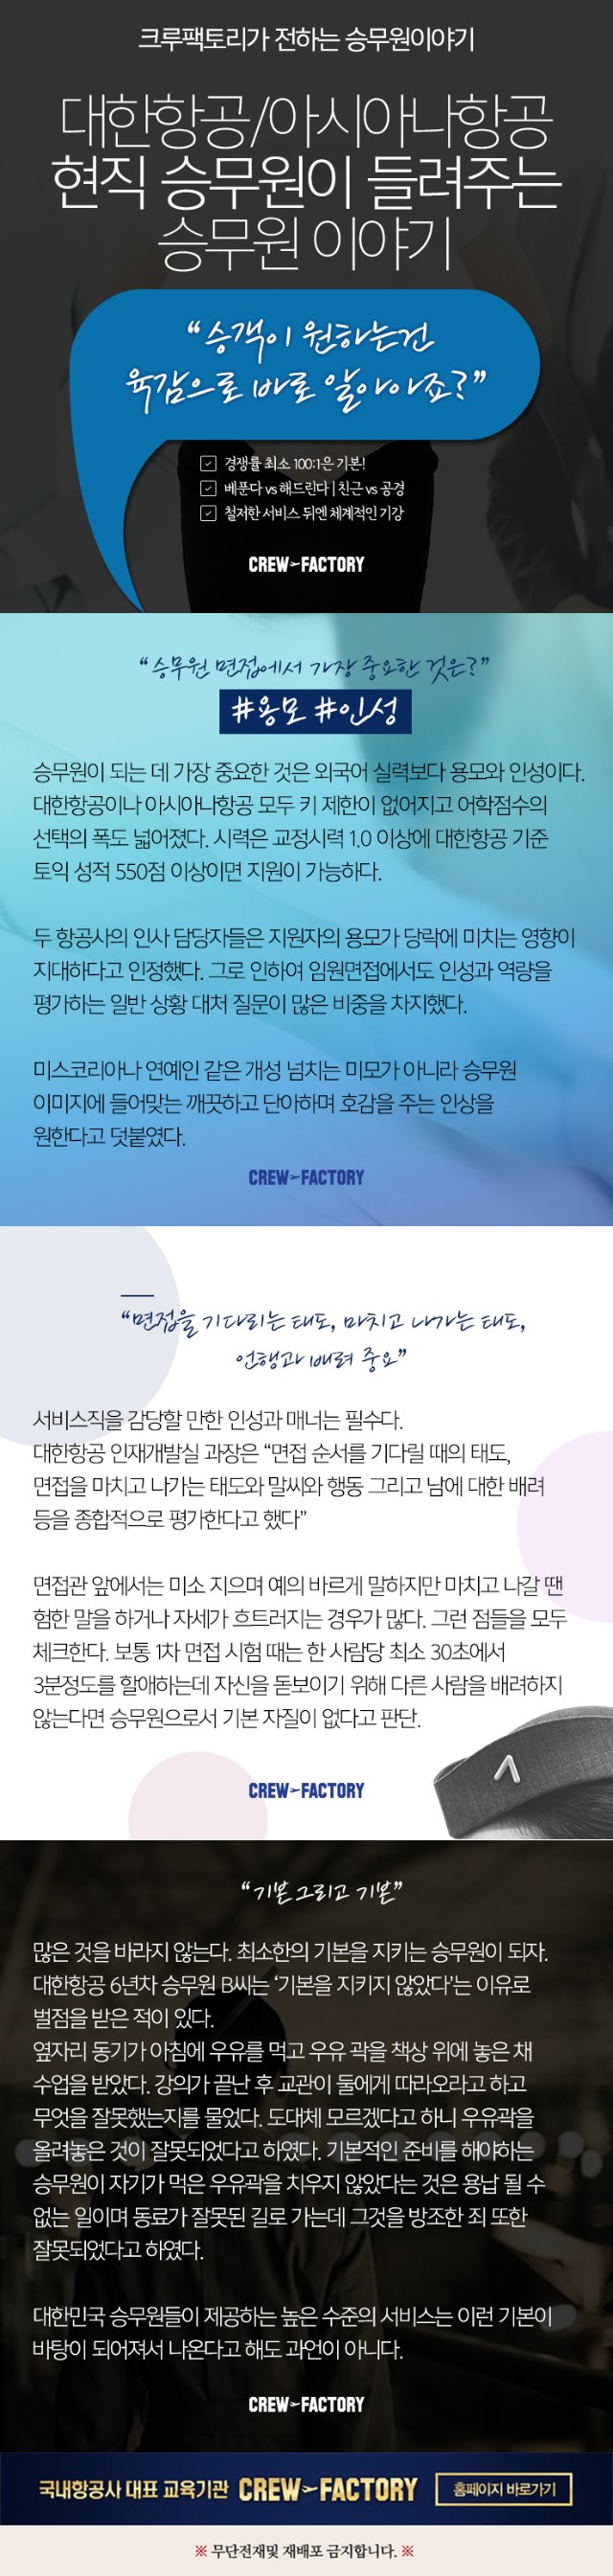 크루팩토리가 전하는 승무원이야기
대한항공/아시아나항공
현직 승무원이 들려주는
승무원 이야기
“승객이 원하는건
육감으로 바로 알아야죠?”
경쟁률 최소 100:1은 기본!
베푼다 vs 해드린다 | 친근 vs 공경
철저한 서비스 뒤엔 체계적인 기강
CREW-FACTORY
“승무원 면접에서 가장 중요한 것은?”
#용모 #인성
승무원이 되는 데 가장 중요한 것은 외국어 실력보다 용모와 인성이다.
대한항공이나 아시아나항공 모두 키 제한이 없어지고 어학점수의
선택의 폭도 넓어졌다. 시력은 교정시력 1.0 이상에 대한항공 기준
토익 성적 550점 이상이면 지원이 가능하다.
두 항공사의 인사 담당자들은 지원자의 용모가 당락에 미치는 영향이
지대하다고 인정했다. 그로 인하여 임원면접에서도 인성과 역량을
평가하는 일반 상황 대처 질문이 많은 비중을 차지했다.
미스코리아나 연예인 같은 개성 넘치는 미모가 아니라 승무원
이미지에 들어맞는 깨끗하고 단아하며 호감을 주는 인상을
원한다고 덧붙였다.
CREW-FACTORY
“면접을 기다리는 태도, 마치고 나가는 태도,
언행과 배려 중요”
서비스직을 감당할 만한 인성과 매너는 필수다.
대한항공 인재개발실 과장은 “면접 순서를 기다릴 때의 태도,
면접을 마치고 나가는 태도와 말씨와 행동 그리고 남에 대한 배려
등을 종합적으로 평가한다고 했다”
면접관 앞에서는 미소 지으며 예의 바르게 말하지만 마치고 나갈 땐
험한 말을 하거나 자세가 흐트러지는 경우가 많다. 그런 점들을 모두
체크한다. 보통 1차 면접 시험 때는 한 사람당 최소 30초에서
3분정도를 할애하는데 자신을 돋보이기 위해 다른 사람을 배려하지
않는다면 승무원으로서 기본 자질이 없다고 판단.
CREW-FACTORY
“기본 그리고 기본”
많은 것을 바라지 않는다. 최소한의 기본을 지키는 승무원이 되자.
대한항공 6년차 승무원 B씨는 ‘기본을 지키지 않았다’는 이유로
벌점을 받은 적이 있다.
옆자리 동기가 아침에 우유를 먹고 우유 곽을 책상 위에 놓은 채
수업을 받았다. 강의가 끝난 후 교관이 둘에게 따라오라고 하고
무엇을 잘못했는지를 물었다. 도대체 모르겠다고 하니 우유곽을
올려놓은 것이 잘못되었다고 하였다. 기본적인 준비를 해야하는
승무원이 자기가 먹은 우유곽을 치우지 않았다는 것은 용납 될 수
없는 일이며 동료가 잘못된 길로 가는데 그것을 방조한 죄 또한
잘못되었다고 하였다.
대한민국 승무원들이 제공하는 높은 수준의 서비스는 이런 기본이
바탕이 되어져서 나온다고 해도 과언이 아니다.
CREW-FACTORY
국내항공사 대표 교육기관 CREW-FACTORY 홈페이지 바로가기
※ 무단전재및 재배포 금지합니다. ※